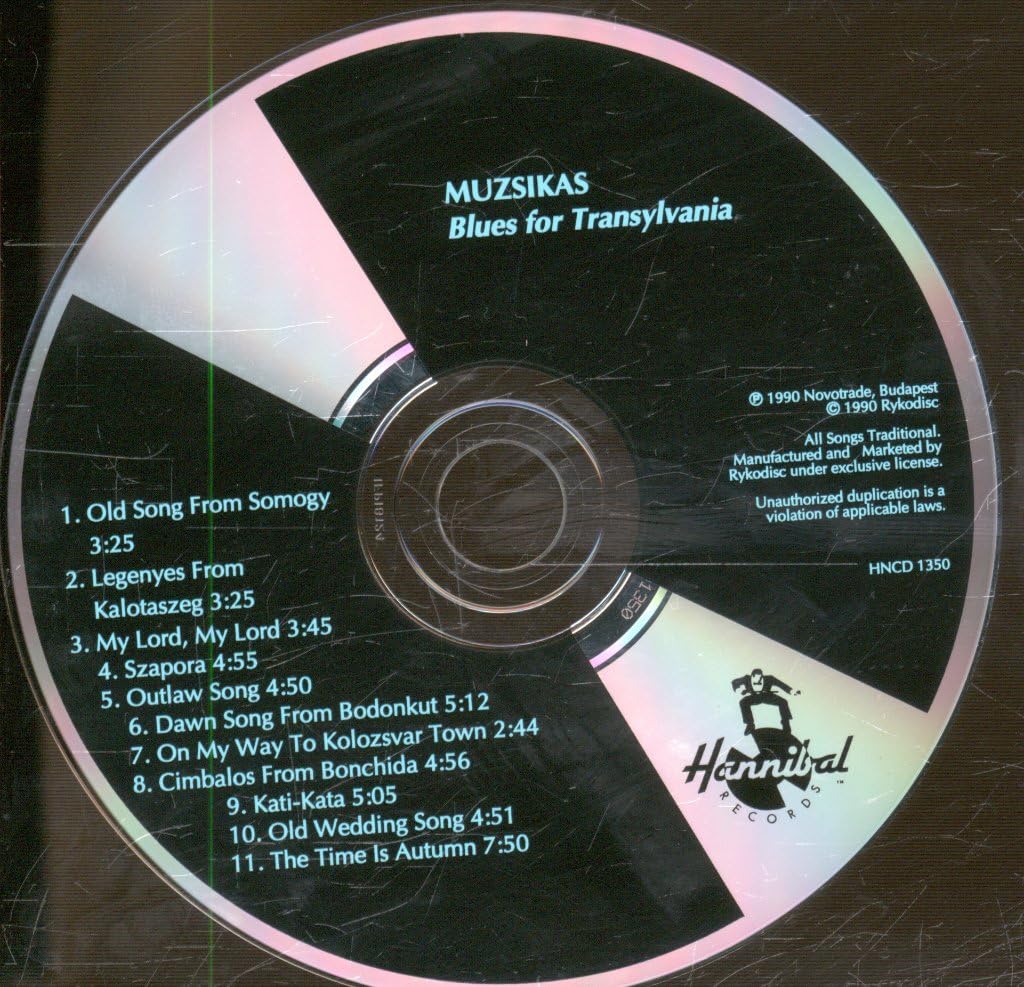 MUZSIKAS
Blues for Transylvania
℗ 1990 Novotrade, Budapest
© 1990 Rykodisc
All Songs Traditional.
Manufactured and Marketed by
Rykodisc under exclusive license.
Unauthorized duplication is a
violation of applicable laws.
HNCD 1350
1. Old Song From Somogy
3:25
2. Legenyes From
Kalotaszeg 3:25
3. My Lord, My Lord 3:45
4. Szapora 4:55
5. Outlaw Song 4:50
6. Dawn Song From Bodonkut 5:12
7. On My Way To Kolozsvar Town 2:44
8. Cimbalos From Bonchida 4:56
9. Kati-Kata 5:05
10. Old Wedding Song 4:51
11. The Time Is Autumn 7:50
1350
Hannibal™
RECORDS